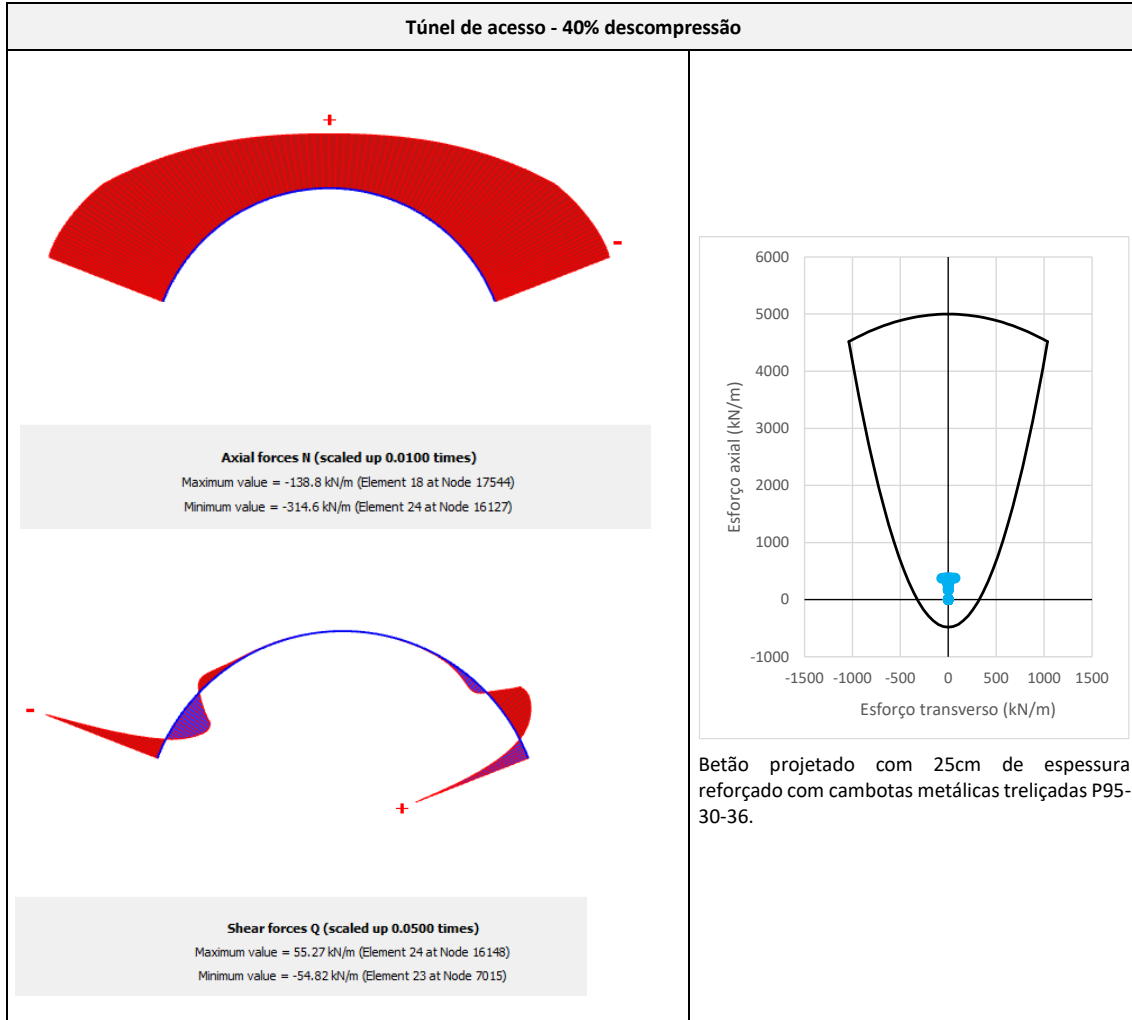 Túnel de acesso - 40% descompressão
+
-
Axial forces N (scaled up 0.0100 times)
Maximum value = -138.8 kN/m (Element 18 at Node 17544)
Minimum value = -314.6 kN/m (Element 24 at Node 16127)
-
+
Shear forces Q (scaled up 0.0500 times)
Maximum value = 55.27 kN/m (Element 24 at Node 16148)
Minimum value = -54.82 kN/m (Element 23 at Node 7015)
Esforço axial (kN/m)
6000
5000
4000
3000
2000
1000
0
-1000
-1500 -1000 -500 0 500 1000 1500
Esforço transverso (kN/m)
Betão projetado com 25cm de espessura
reforçado com cambotas metálicas treliçadas P95-
30-36.